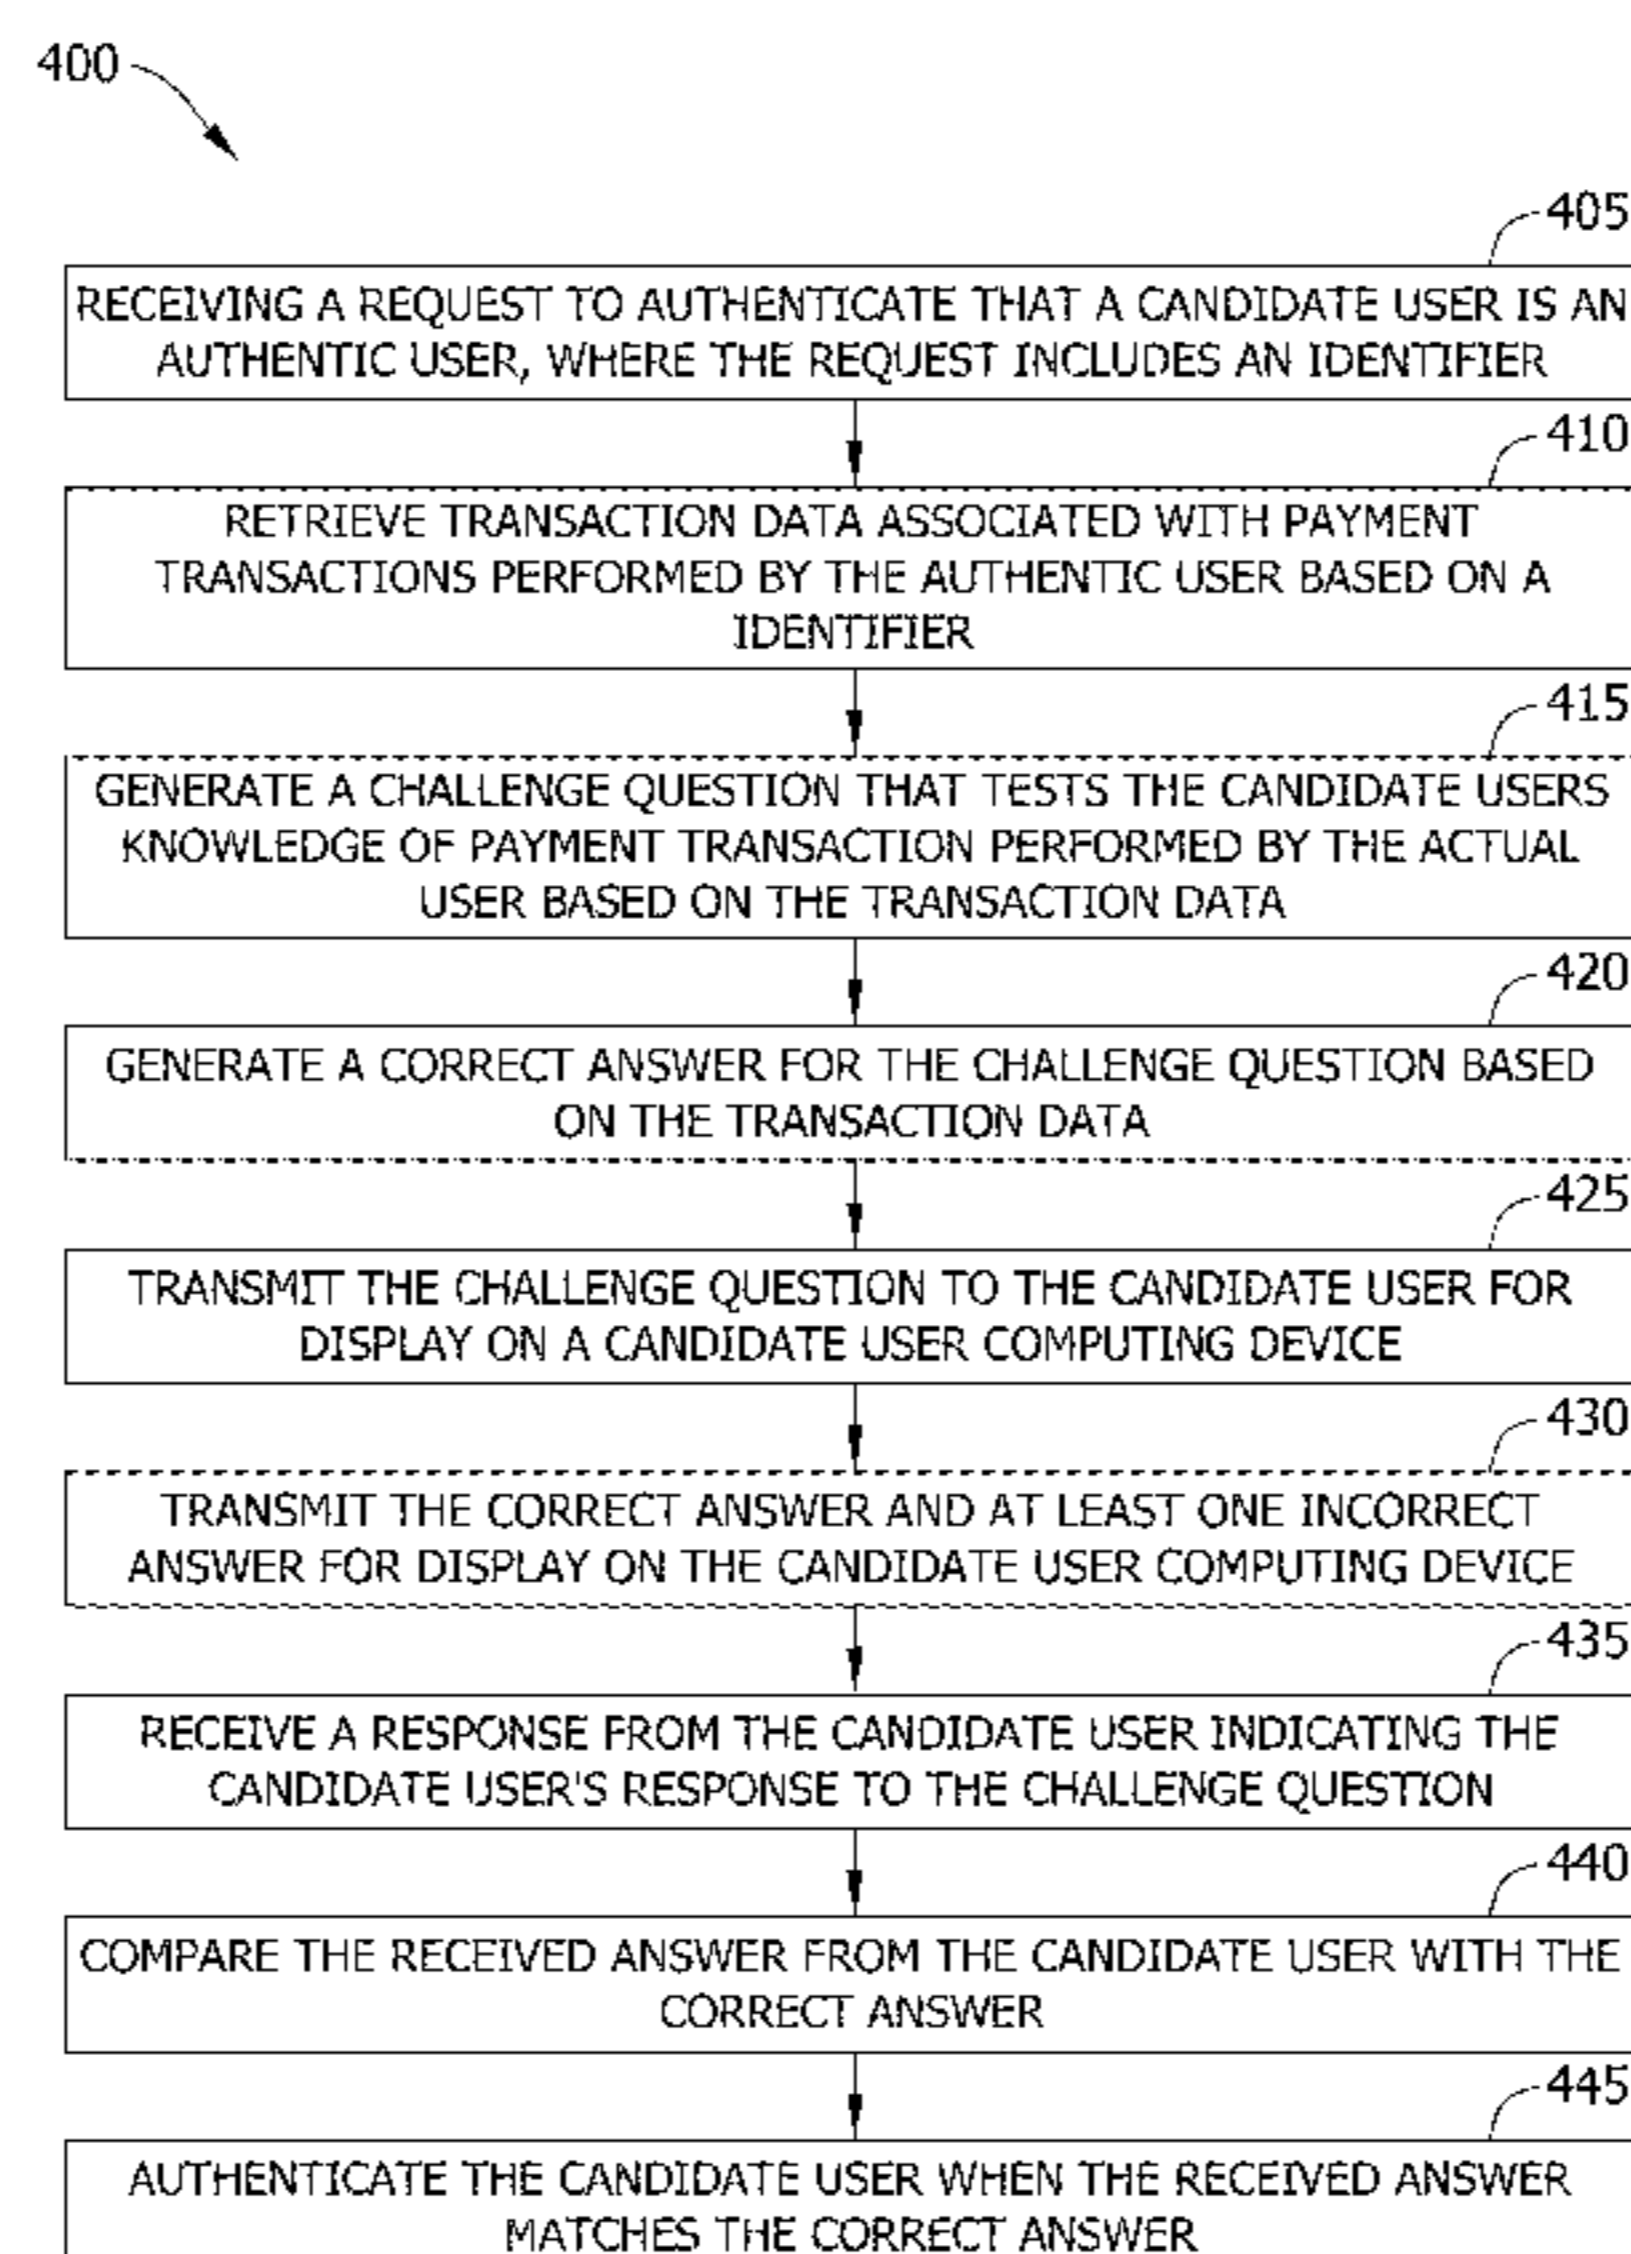 400
405
RECEIVING A REQUEST TO AUTHENTICATE THAT A CANDIDATE USER IS AN
AUTHENTIC USER, WHERE THE REQUEST INCLUDES AN IDENTIFIER
410
RETRIEVE TRANSACTION DATA ASSOCIATED WITH PAYMENT
TRANSACTIONS PERFORMED BY THE AUTHENTIC USER BASED ON A
IDENTIFIER
415
GENERATE A CHALLENGE QUESTION THAT TESTS THE CANDIDATE USERS
KNOWLEDGE OF PAYMENT TRANSACTION PERFORMED BY THE ACTUAL
USER BASED ON THE TRANSACTION DATA
420
GENERATE A CORRECT ANSWER FOR THE CHALLENGE QUESTION BASED
ON THE TRANSACTION DATA
425
TRANSMIT THE CHALLENGE QUESTION TO THE CANDIDATE USER FOR
DISPLAY ON A CANDIDATE USER COMPUTING DEVICE
430
TRANSMIT THE CORRECT ANSWER AND AT LEAST ONE INCORRECT
ANSWER FOR DISPLAY ON THE CANDIDATE USER COMPUTING DEVICE
435
RECEIVE A RESPONSE FROM THE CANDIDATE USER INDICATING THE
CANDIDATE USER'S RESPONSE TO THE CHALLENGE QUESTION
440
COMPARE THE RECEIVED ANSWER FROM THE CANDIDATE USER WITH THE
CORRECT ANSWER
445
AUTHENTICATE THE CANDIDATE USER WHEN THE RECEIVED ANSWER
MATCHES THE CORRECT ANSWER